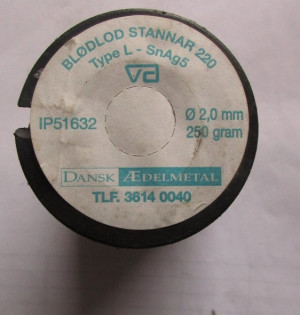 BLØDLOD STANNAR 220
Type L - SnAg5
va
IP51632
Ø 2,0 mm
250 gram
DANSK ÆDELMETAL
TLF. 3614 0040